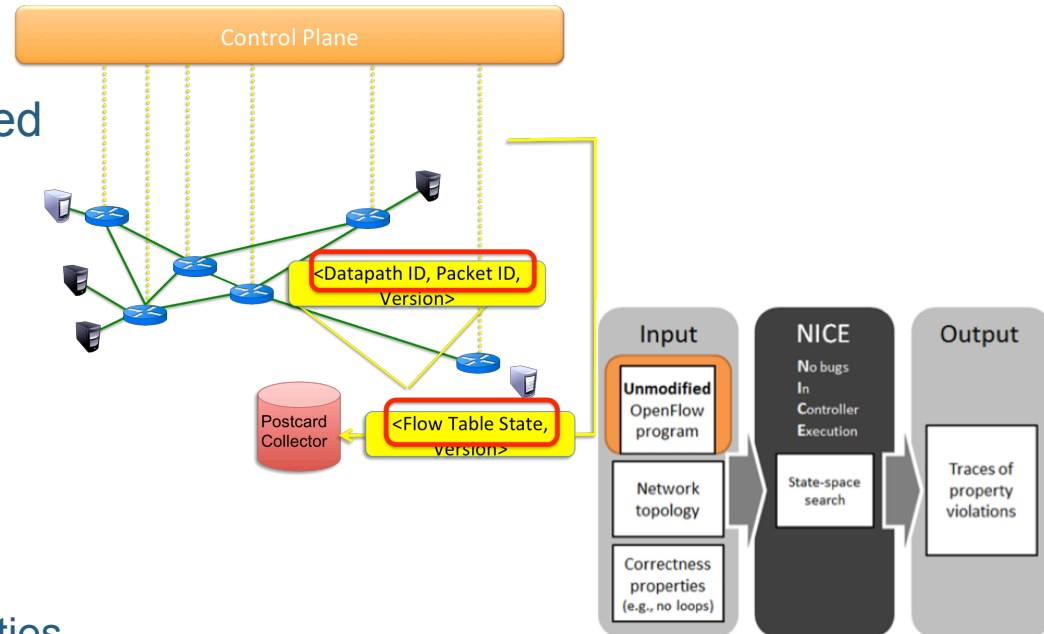 Control Plane
ed
<Datapath ID, Packet ID,
Version>
Postcard
Collector
<Flow Table State,
Version>
Input
Unmodified
OpenFlow
program
Network
topology
Correctness
properties
(e.g., no loops)
NICE
No bugs
In
Controller
Execution
State-space
search
Output
Traces of
property
violations
ties